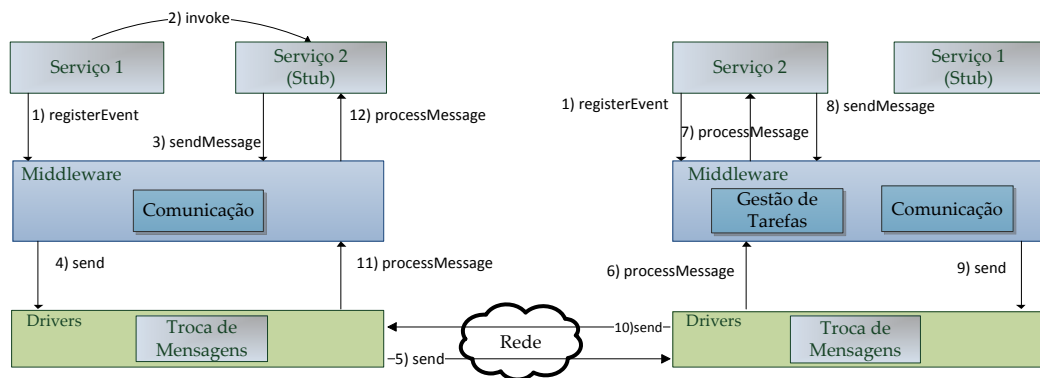 2) invoke
Serviço 1
Serviço 2
(Stub)
1) registerEvent
12) processMessage
3) sendMessage
Middleware
Comunicação
4) send
11) processMessage
Drivers
Troca de
Mensagens
Serviço 2
Serviço 1
(Stub)
1) registerEvent
8) sendMessage
7) processMessage
Middleware
Gestão de
Tarefas
Comunicação
6) processMessage
9) send
Drivers
Troca de
Mensagens
10)send
Rede
5) send